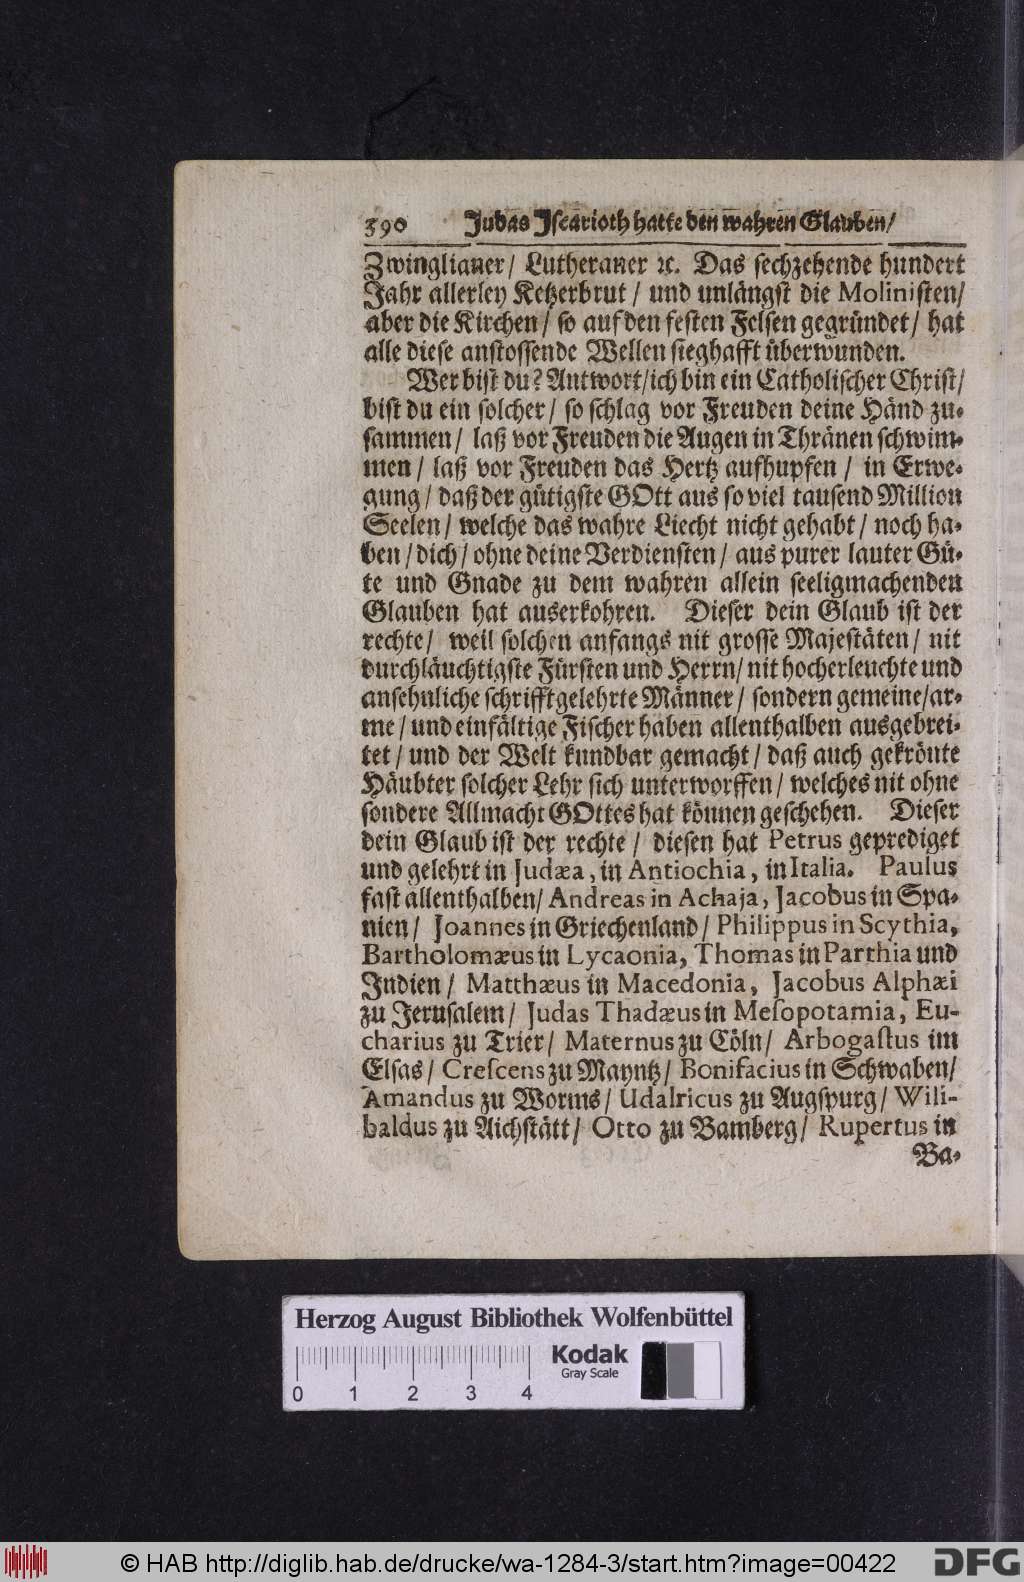 390 Judas Iscarioth hatte den wahren Glauben/
Zwinglianer/ Lutheraner ꝛc. Das sechzehende hundert
Jahr allerley Ketzerbrut/ und unlängst die Molinisten/
aber die Kirchen/ so auf den festen Felsen gegründet/ hat
alle diese anstossende Wellen sieghafft überwunden.
Wer bist du? Antwort/ich bin ein Catholischer Christ/
bist du ein solcher/ so schlag vor Freuden deine Händ zu-
sammen/ laß vor Freuden die Augen in Thränen schwim-
men/ laß vor Freuden das Hertz aufhupfen/ in Erwe-
gung/ daß der gütigste GOtt aus so viel tausend Million
Seelen/ welche das wahre Liecht nicht gehabt/ noch ha-
ben/ dich/ ohne deine Verdiensten/ aus purer lauter Gü-
te und Gnade zu dem wahren allein seeligmachenden
Glauben hat auserkohren. Dieser dein Glaub ist der
rechte/ weil solchen anfangs nit grosse Majestäten/ nit
durchläuchtigste Fürsten und Herrn/ nit hocherleuchte und
ansehnliche schrifftgelehrte Männer/ sondern gemeine/ar-
me/ und einfältige Fischer haben allenthalben ausgebrei-
tet/ und der Welt kundbar gemacht/ daß auch gekrönte
Häubter solcher Lehr sich unterworffen/ welches nit ohne
sondere Allmacht GOttes hat können geschehen. Dieser
dein Glaub ist der rechte/ diesen hat Petrus geprediget
und gelehrt in Judæa, in Antiochia, in Italia. Paulus
fast allenthalben/ Andreas in Achaja, Jacobus in Spa-
nien/ Joannes in Griechenland/ Philippus in Scythia,
Bartholomæus in Lycaonia, Thomas in Parthia und
Indien/ Matthæus in Macedonia, Jacobus Alphæi
zu Jerusalem/ Judas Thadæus in Mesopotamia, Eu-
charius zu Trier/ Maternus zu Cöln/ Arbogastus im
Elsas/ Crescens zu Mayntz/ Bonifacius in Schwaben/
Amandus zu Worms/ Udalricus zu Augspurg/ Wili-
baldus zu Aichstätt/ Otto zu Bamberg/ Rupertus in
Ba-
Herzog August Bibliothek Wolfenbüttel
Kodak
Gray Scale
0 1 2 3 4
© HAB http://diglib.hab.de/drucke/wa-1284-3/start.htm?image=00422
DFG